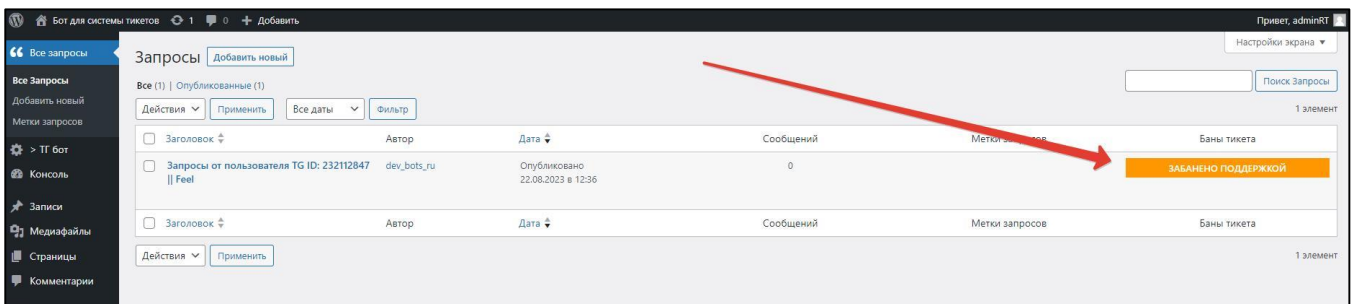 Бот для системы тикетов 1 0 + Добавить Привет, adminRT
Настройки экрана ▼
Все запросы
Все Запросы
Добавить новый
Метки запросов
> ТГ бот
Консоль
Записи
Медиафайлы
Страницы
Комментарии
Запросы Добавить новый
Все (1) | Опубликованные (1)
Поиск Запросы
Действия Применить Все даты Фильтр 1 элемент
Заголовок Автор Дата Сообщений Метки запросов Баны тикета
Запросы от пользователя TG ID: 232112847 dev_bots_ru Опубликовано 0 ЗАБАНЕНО ПОДДЕРЖКОЙ
|| Feel 22.08.2023 в 12:36
Заголовок Автор Дата Сообщений Метки запросов Баны тикета
Действия Применить 1 элемент